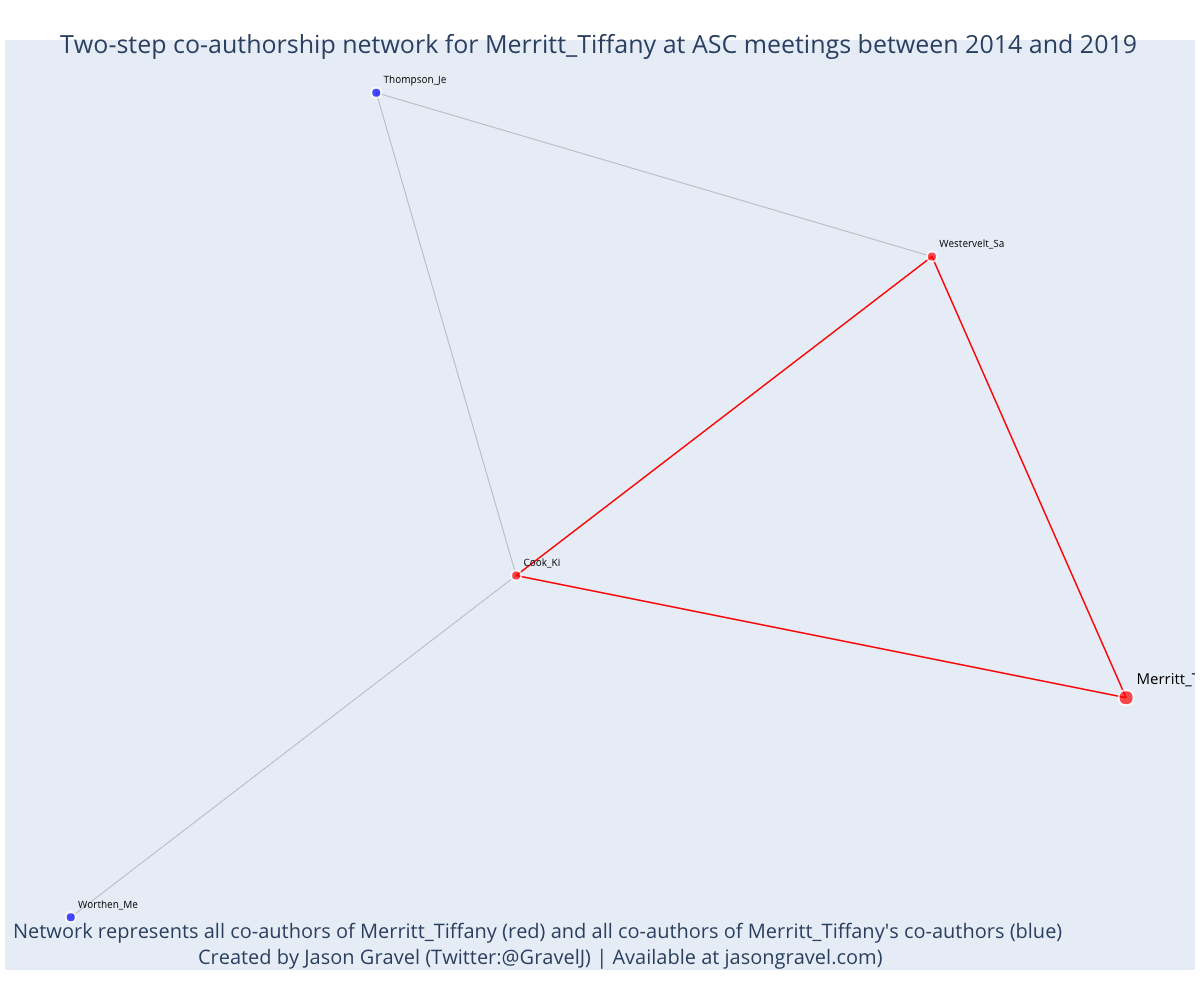 Two-step co-authorship network for Merritt_Tiffany at ASC meetings between 2014 and 2019
Thompson_Je
Westervelt_Sa
Cook_Ki
Merritt_T
Worthen_Me
Network represents all co-authors of Merritt_Tiffany (red) and all co-authors of Merritt_Tiffany's co-authors (blue)
Created by Jason Gravel (Twitter:@GravelJ) | Available at jasongravel.com)